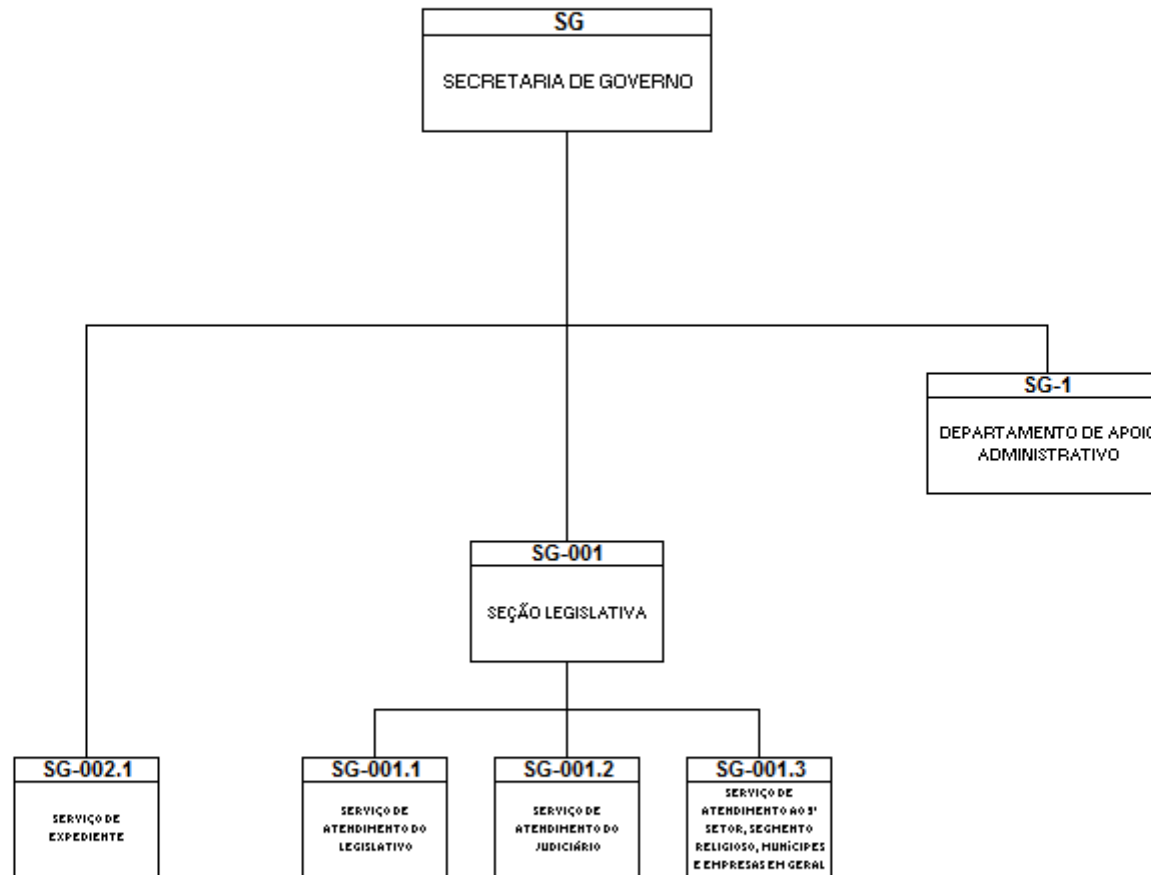 SG
SECRETARIA DE GOVERNO
SG-1
DEPARTAMENTO DE APOIO
ADMINISTRATIVO
SG-001
SEÇÃO LEGISLATIVA
SG-002.1
SERVIÇO DE
EXPEDIENTE
SG-001.1
SERVIÇO DE
ATENDIMENTO DO
LEGISLATIVO
SG-001.2
SERVIÇO DE
ATENDIMENTO DO
JUDICIÁRIO
SG-001.3
SERVIÇO DE
ATENDIMENTO AO 3º
SETOR, SEGMENTO
RELIGIOSO, MUNÍCIPES
E EMPRESAS EM GERAL